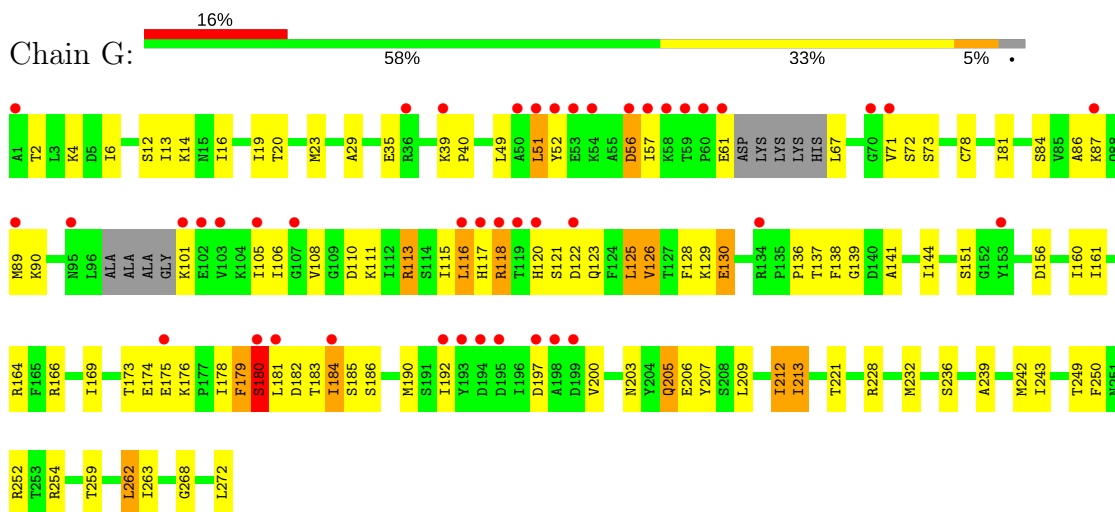 16%
Chain G:
58% 33% 5% •
A1 T2 L3 K4 D5 I6 S12 I13 K14 N15 I16 I19 T20 M23 A29 E35 R36 K39 P40 L49 A50 L51 Y52 E53 K54 A55 D56 I57 K58 T59 P60 E61 ASP LYS LYS LYS HIS L67 G70 V71 S72 S73 C78 I81 S84 V85 A86 K87 D88
M89 K90 N95 L96 ALA ALA ALA GLY K101 E102 V103 K104 I105 I106 G107 V108 G109 D110 K111 I112 R113 S114 I115 L116 H117 R118 T119 H120 S121 D122 Q123 F124 L125 V126 T127 F128 K129 E130 R134 P135 P136 T137 F138 G139 D140 A141 I144 S151 G152 Y153 D156 I160 I161
R164 F165 R166 I169 T173 E174 E175 K176 P177 I178 F179 S180 L181 D182 T183 I184 S185 S186 M190 S191 I192 Y193 D194 D195 I196 D197 A198 D199 V200 N203 Y204 Q205 E206 Y207 S208 L209 I212 I213 T221 R228 M232 S236 A239 M242 I243 T249 F250 N251
R252 T253 R254 T259 L262 I263 G268 L272